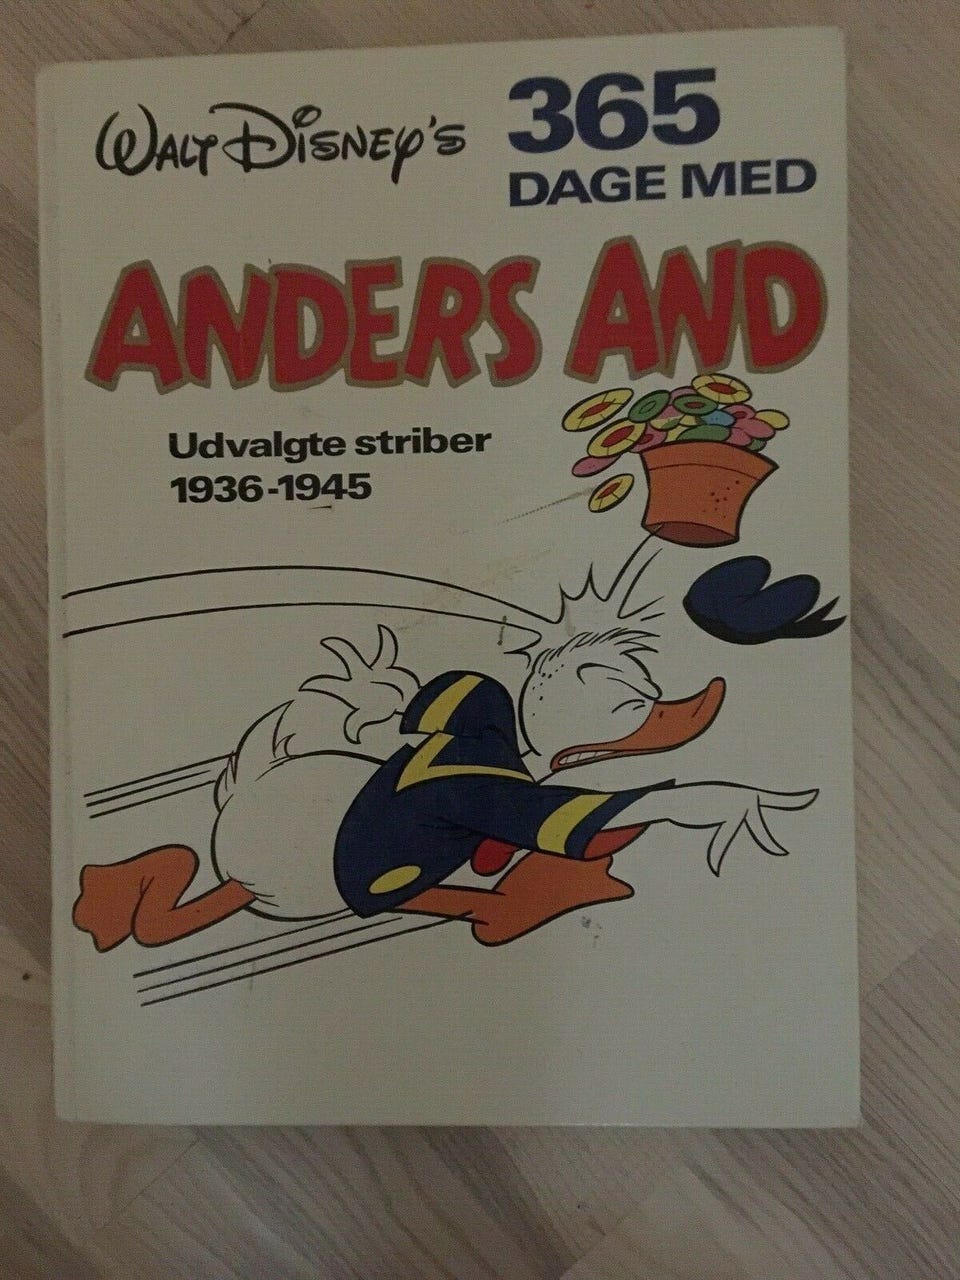 WALT DISNEY'S
365
DAGE MED
ANDERS AND
Udvalgte striber
1936-1945